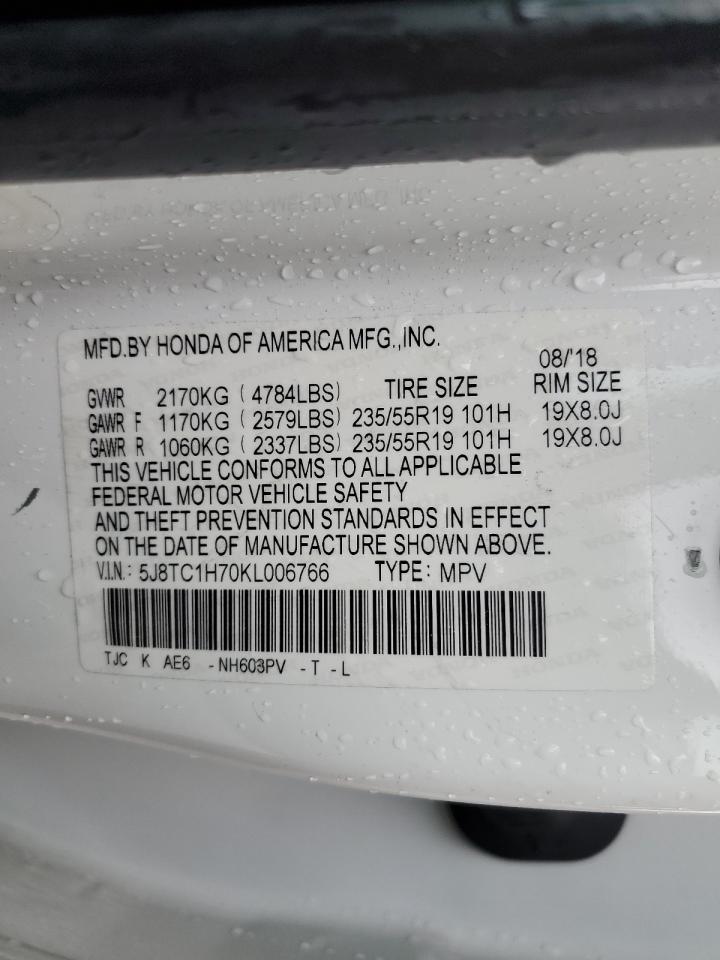 MFD.BY HONDA OF AMERICA MFG.,INC.
08/'18
GVWR 2170KG ( 4784LBS) TIRE SIZE RIM SIZE
GAWR F 1170KG ( 2579LBS) 235/55R19 101H 19X8.0J
GAWR R 1060KG ( 2337LBS) 235/55R19 101H 19X8.0J
THIS VEHICLE CONFORMS TO ALL APPLICABLE
FEDERAL MOTOR VEHICLE SAFETY
AND THEFT PREVENTION STANDARDS IN EFFECT
ON THE DATE OF MANUFACTURE SHOWN ABOVE.
V.I.N.: 5J8TC1H70KL006766 TYPE: MPV
TJC K AE6 -NH603PV -T -L